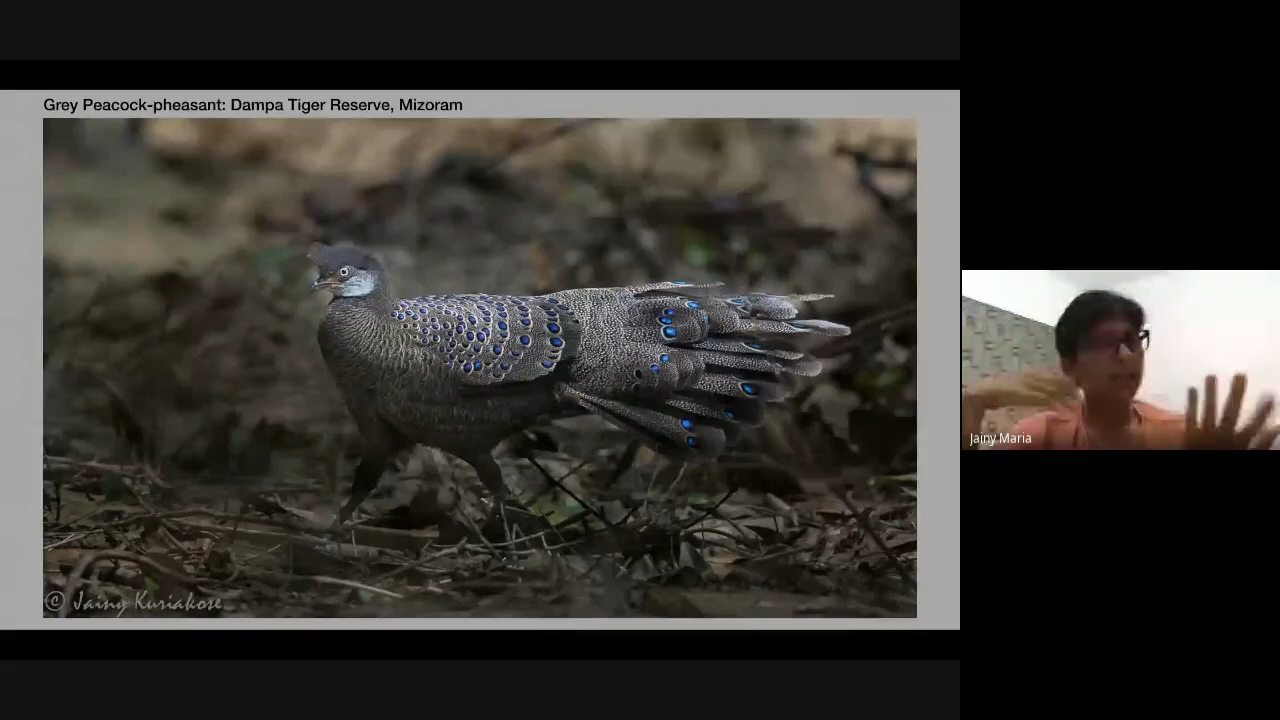 Grey Peacock-pheasant: Dampa Tiger Reserve, Mizoram
© Jainy Kuriakose
Jainy Maria